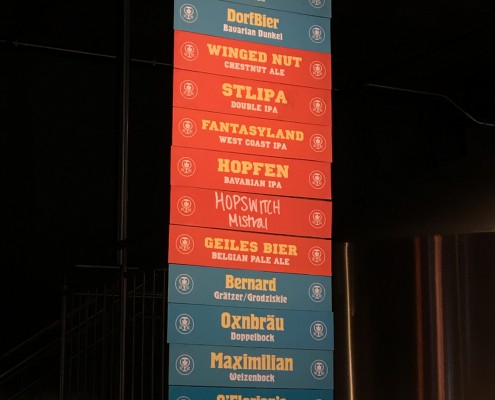 DorfBier
Bavarian Dunkel
WINGED NUT
CHESTNUT ALE
STLIPA
DOUBLE IPA
FANTASYLAND
WEST COAST IPA
HOPFEN
BAVARIAN IPA
HOPSWITCH
Mistral
GEILES BIER
BELGIAN PALE ALE
Bernard
Grätzer/Grodziskie
Oxnbräu
Doppelbock
Maximilian
Weizenbock